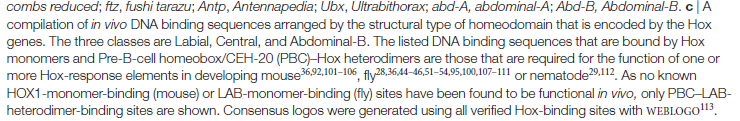 combs reduced; ftz, fushi tarazu; Antp, Antennapedia; Ubx, Ultrabithorax; abd-A, abdominal-A; Abd-B, Abdominal-B. c | A
compilation of in vivo DNA binding sequences arranged by the structural type of homeodomain that is encoded by the Hox
genes. The three classes are Labial, Central, and Abdominal-B. The listed DNA binding sequences that are bound by Hox
monomers and Pre-B-cell homeobox/CEH-20 (PBC)–Hox heterodimers are those that are required for the function of one or
more Hox-response elements in developing mouse36,92,101–106, fly28,36,44–46,51–54,95,100,107–111 or nematode29,112. As no known
HOX1-monomer-binding (mouse) or LAB-monomer-binding (fly) sites have been found to be functional in vivo, only PBC–LAB-
heterodimer-binding sites are shown. Consensus logos were generated using all verified Hox-binding sites with WEBLOGO113.